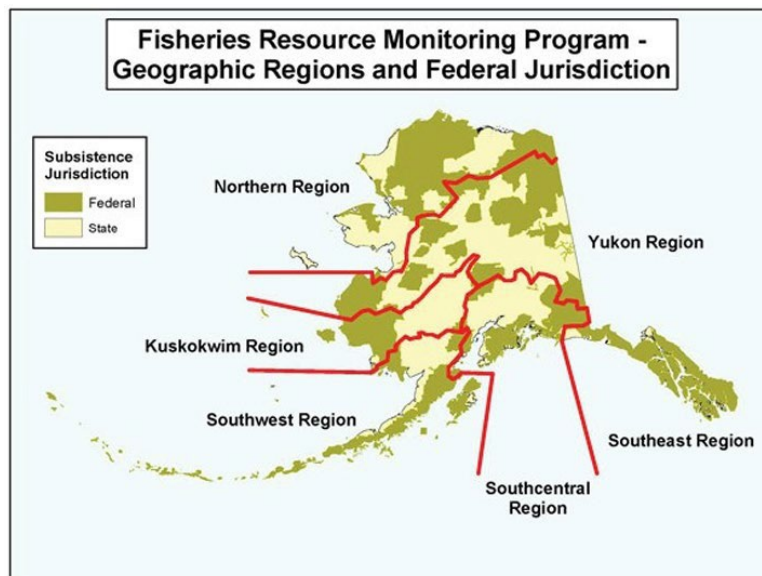 Fisheries Resource Monitoring Program -
Geographic Regions and Federal Jurisdiction
Subsistence
Jurisdiction
Federal
State
Northern Region
Yukon Region
Kuskokwim Region
Southwest Region
Southeast Region
Southcentral
Region